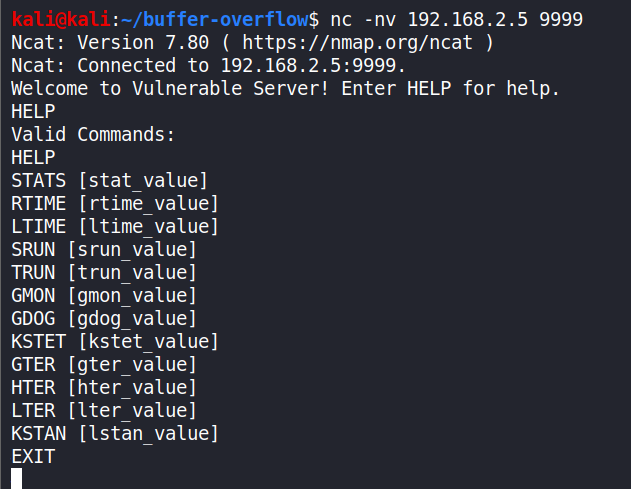 kali@kali:~/buffer-overflow$ nc -nv 192.168.2.5 9999
Ncat: Version 7.80 ( https://nmap.org/ncat )
Ncat: Connected to 192.168.2.5:9999.
Welcome to Vulnerable Server! Enter HELP for help.
HELP
Valid Commands:
HELP
STATS [stat_value]
RTIME [rtime_value]
LTIME [ltime_value]
SRUN [srun_value]
TRUN [trun_value]
GMON [gmon_value]
GDOG [gdog_value]
KSTET [kstet_value]
GTER [gter_value]
HTER [hter_value]
LTER [lter_value]
KSTAN [lstan_value]
EXIT